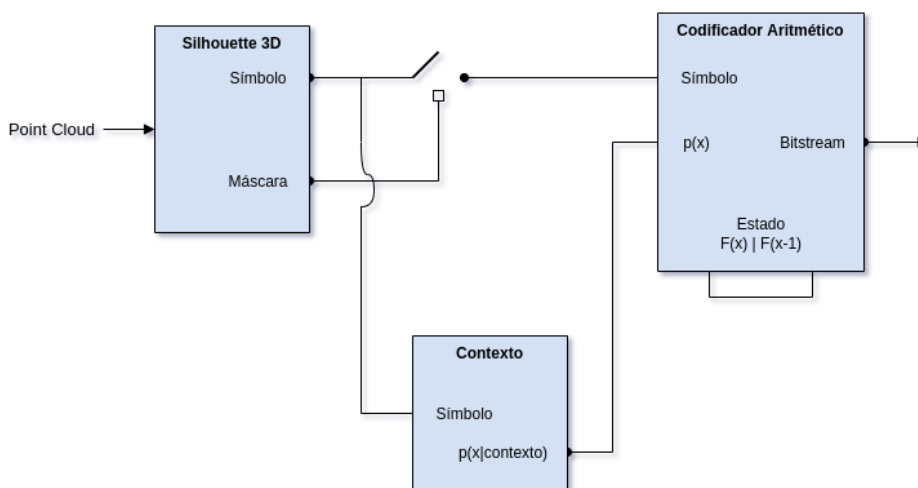 Silhouette 3D
Símbolo
Point Cloud
Máscara
Codificador Aritmético
Símbolo
p(x)
Bitstream
Estado
F(x) | F(x-1)
Contexto
Símbolo
p(x|contexto)